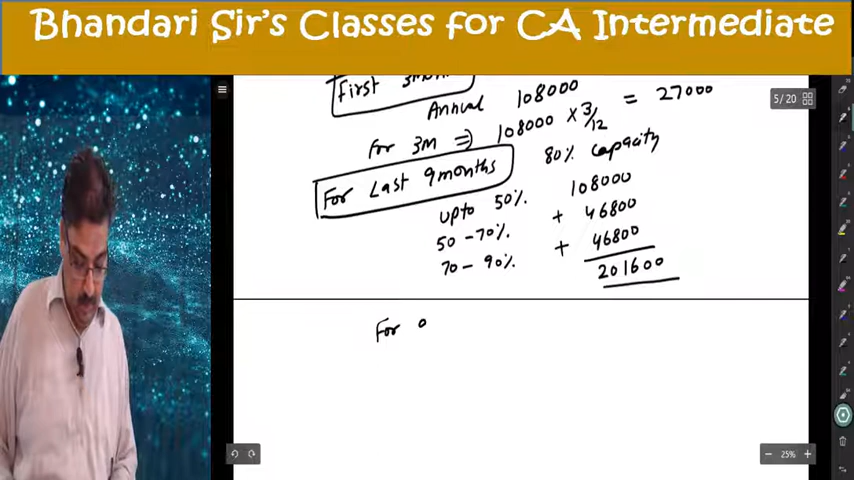 Bhandari Sir's Classes for CA Intermediate
First 3mon
Annual 108000
5/20
For 3M ⇒ 108000 × 3/12 = 27000
For Last 9months 80% capacity
upto 50% 108000
50 - 70% + 46800
70 - 90% + 46800
201600
For
25%